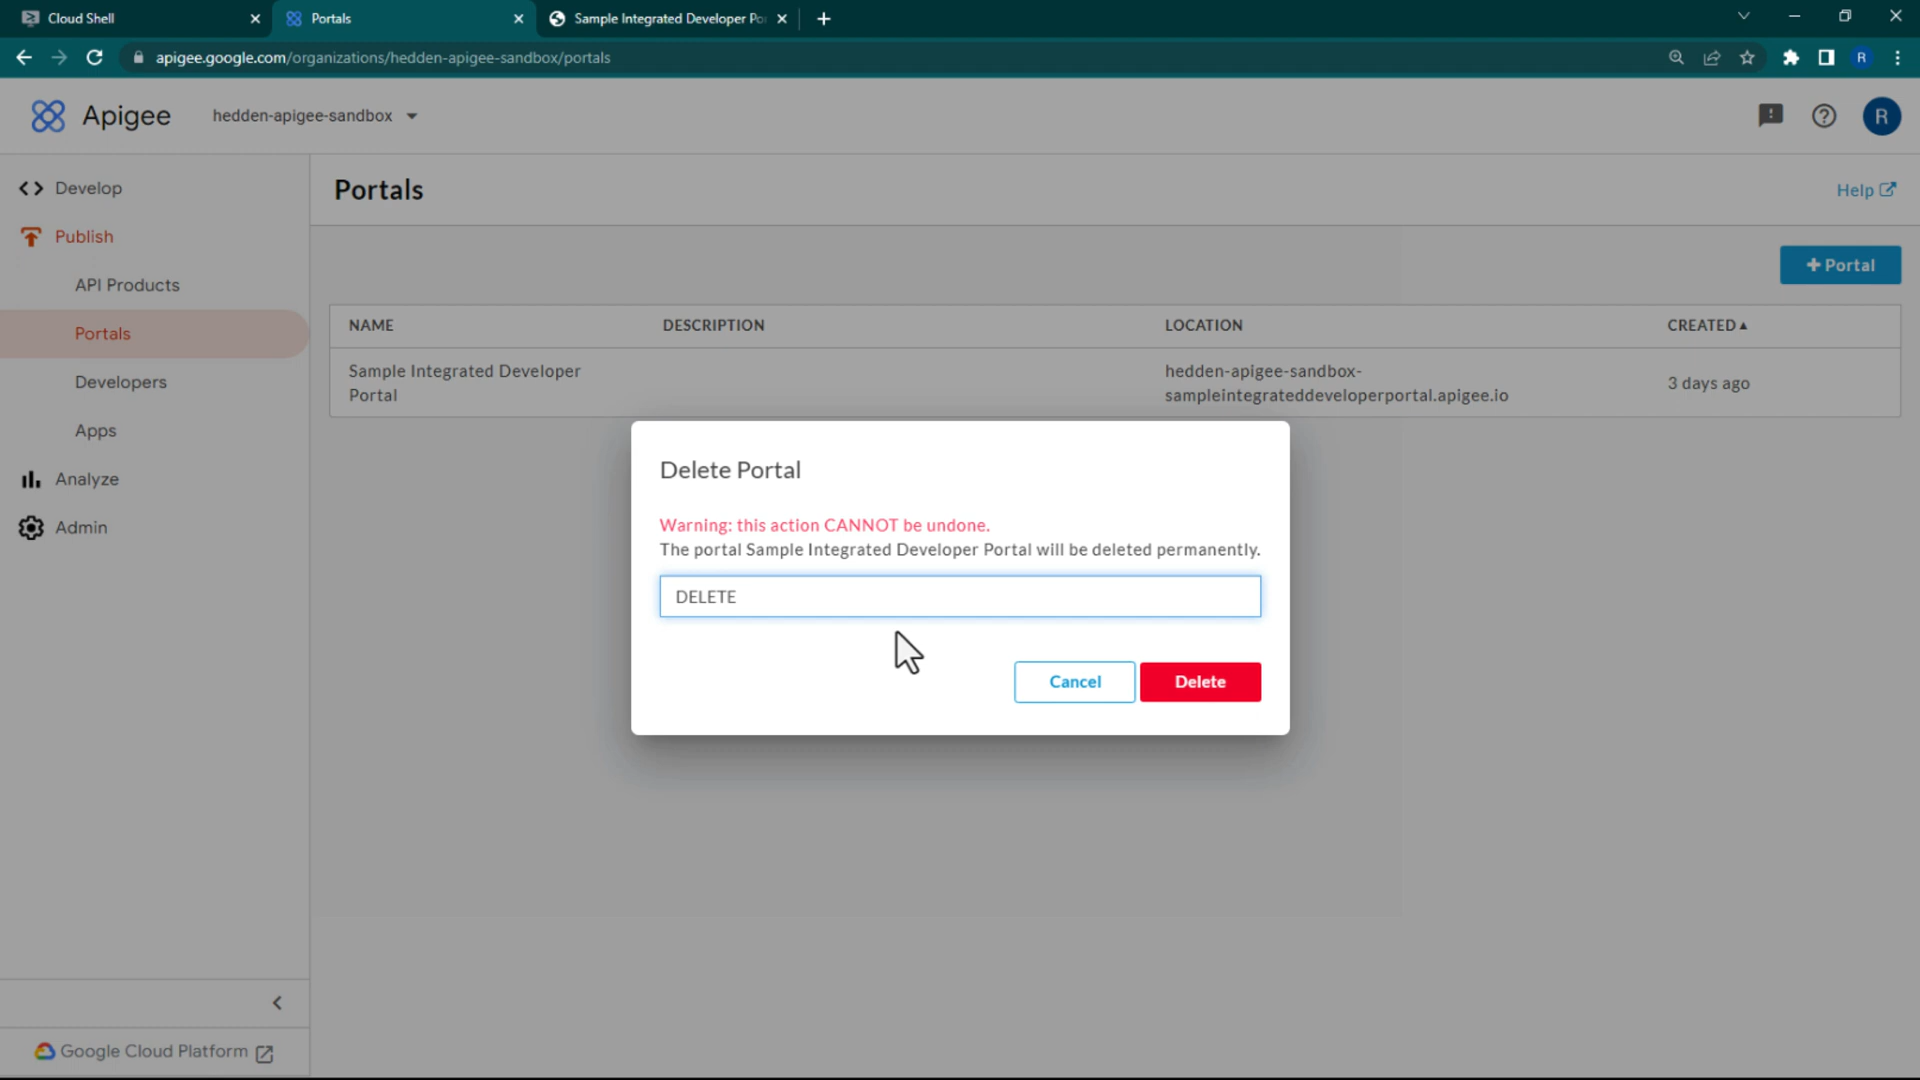 Cloud Shell
Portals
Sample Integrated Developer Por
apigee.google.com/organizations/hedden-apigee-sandbox/portals
R
Apigee
hedden-apigee-sandbox
R
Develop
Portals
Help
Publish
+ Portal
API Products
NAME DESCRIPTION LOCATION CREATED
Portals
Sample Integrated Developer
Portal
hedden-apigee-sandbox-
sampleintegrateddeveloperportal.apigee.io
3 days ago
Developers
Apps
Analyze
Admin
Delete Portal
Warning: this action CANNOT be undone.
The portal Sample Integrated Developer Portal will be deleted permanently.
DELETE
Cancel
Delete
Google Cloud Platform